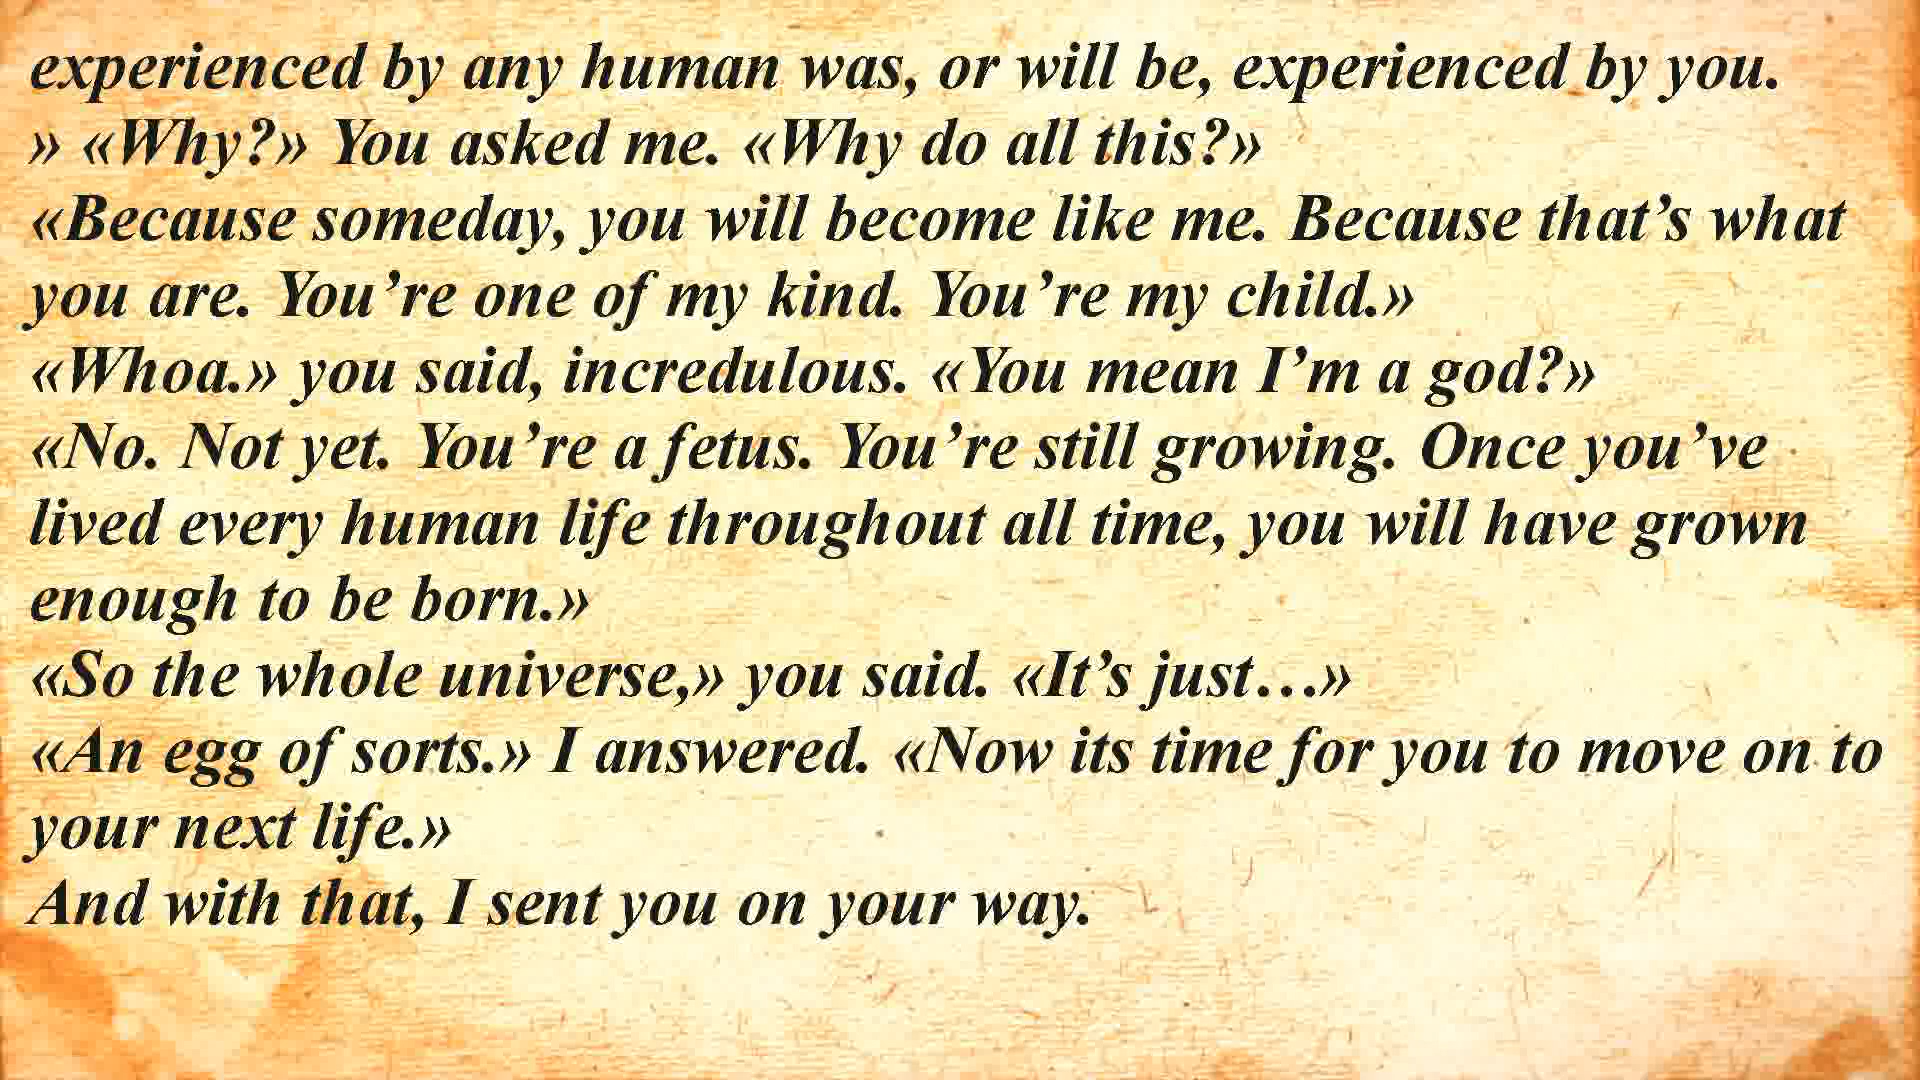 experienced by any human was, or will be, experienced by you.
» «Why?» You asked me. «Why do all this?»
«Because someday, you will become like me. Because that’s what
you are. You’re one of my kind. You’re my child.»
«Whoa.» you said, incredulous. «You mean I’m a god?»
«No. Not yet. You’re a fetus. You’re still growing. Once you’ve
lived every human life throughout all time, you will have grown
enough to be born.»
«So the whole universe,» you said. «It’s just…»
«An egg of sorts.» I answered. «Now its time for you to move on to
your next life.»
And with that, I sent you on your way.